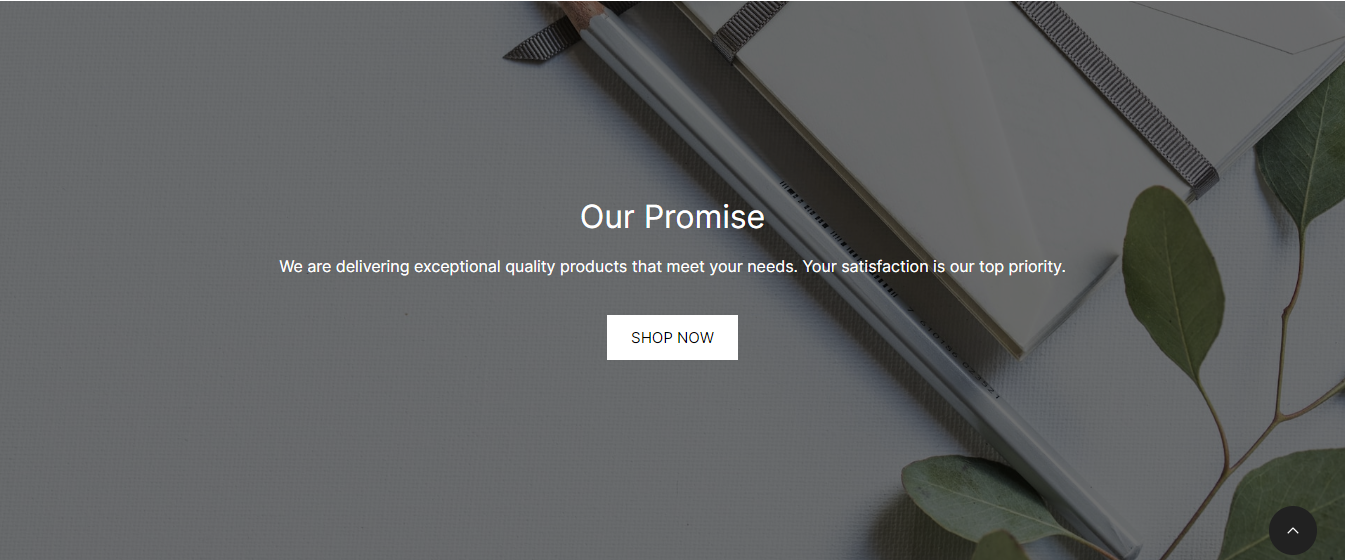 Our Promise
We are delivering exceptional quality products that meet your needs. Your satisfaction is our top priority.
SHOP NOW